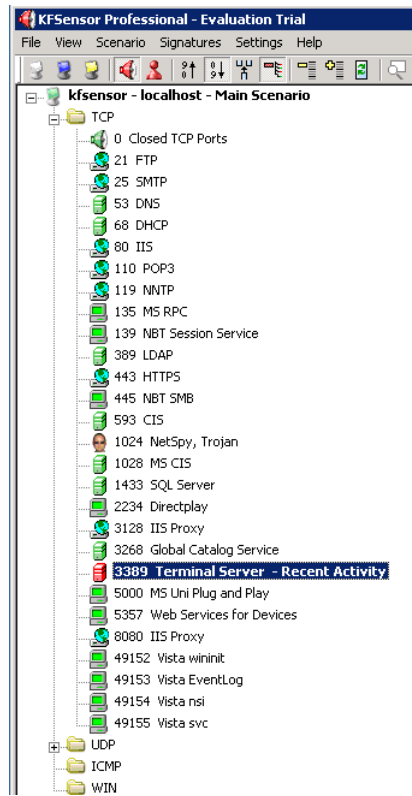 KFSensor Professional - Evaluation Trial
File View Scenario Signatures Settings Help
kfsensor - localhost - Main Scenario
TCP
0 Closed TCP Ports
21 FTP
25 SMTP
53 DNS
68 DHCP
80 IIS
110 POP3
119 NNTP
135 MS RPC
139 NBT Session Service
389 LDAP
443 HTTPS
445 NBT SMB
593 CIS
1024 NetSpy, Trojan
1028 MS CIS
1433 SQL Server
2234 Directplay
3128 IIS Proxy
3268 Global Catalog Service
3389 Terminal Server - Recent Activity
5000 MS Uni Plug and Play
5357 Web Services for Devices
8080 IIS Proxy
49152 Vista wininit
49153 Vista EventLog
49154 Vista nsi
49155 Vista svc
UDP
ICMP
WIN